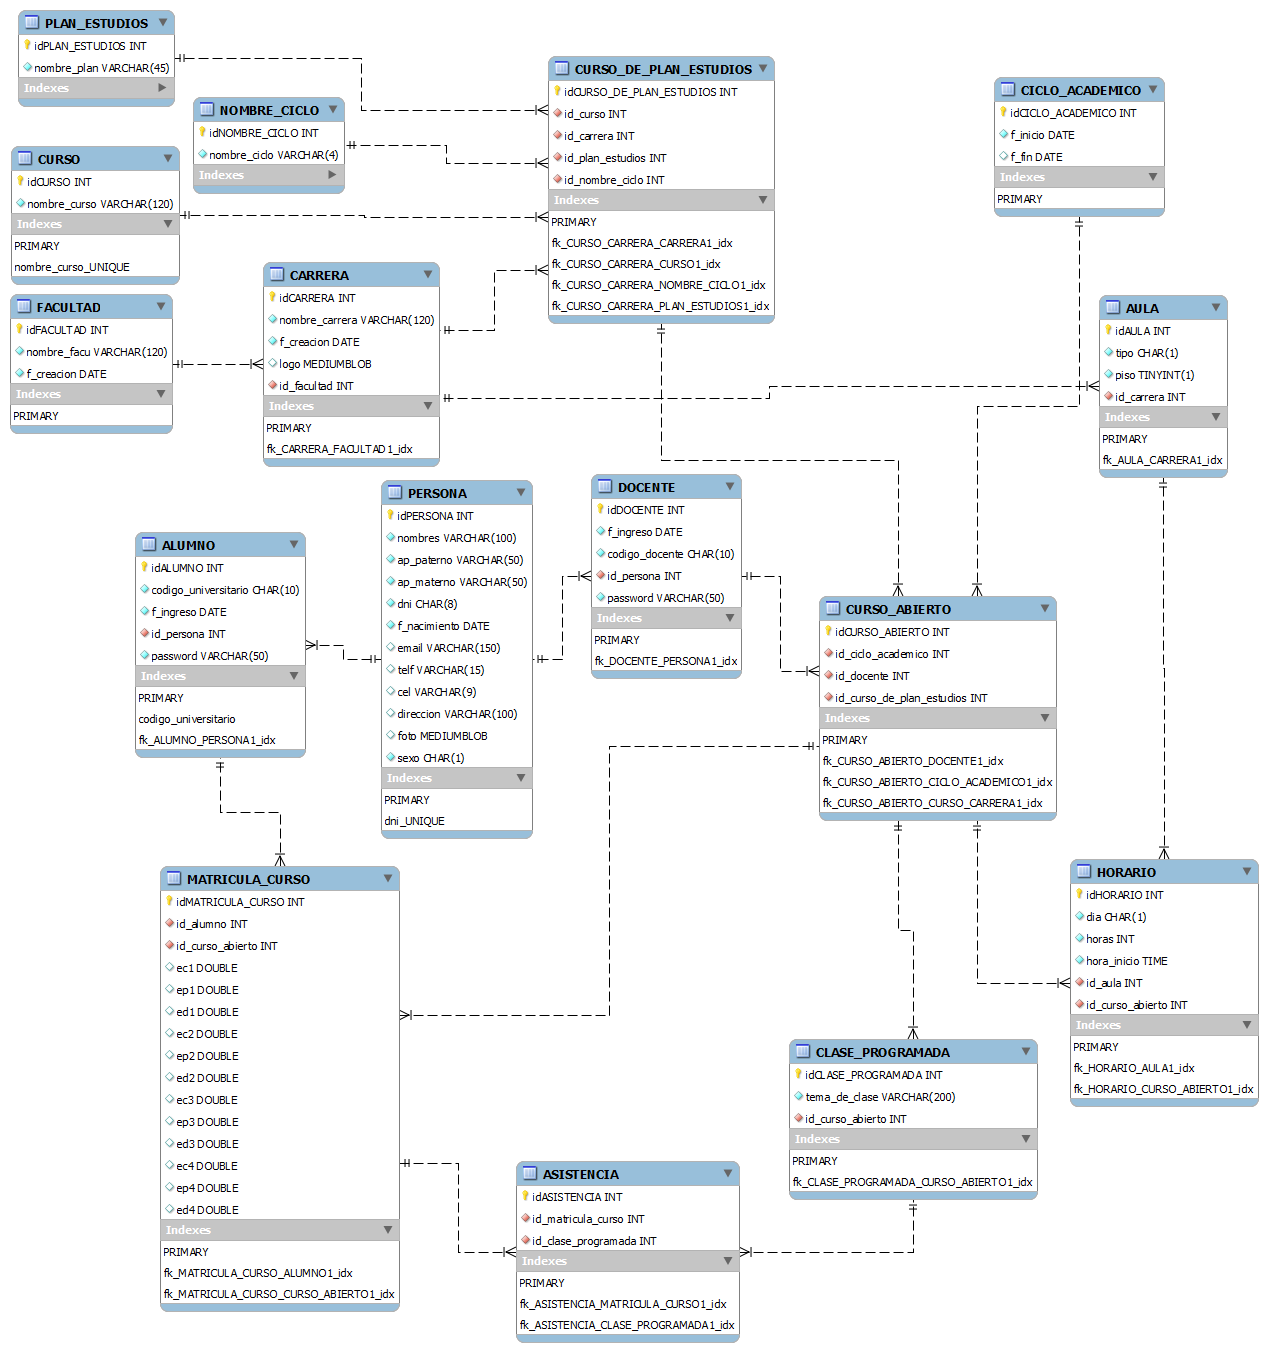 PLAN_ESTUDIOS
idPLAN_ESTUDIOS INT
nombre_plan VARCHAR(45)
Indexes
NOMBRE_CICLO
idNOMBRE_CICLO INT
nombre_ciclo VARCHAR(4)
Indexes
CURSO
idCURSO INT
nombre_curso VARCHAR(120)
Indexes
PRIMARY
nombre_curso_UNIQUE
FACULTAD
idFACULTAD INT
nombre_facu VARCHAR(120)
f_creacion DATE
Indexes
PRIMARY
CARRERA
idCARRERA INT
nombre_carrera VARCHAR(120)
f_creacion DATE
logo MEDIUMBLOB
id_facultad INT
Indexes
PRIMARY
fk_CARRERA_FACULTAD1_idx
CURSO_DE_PLAN_ESTUDIOS
idCURSO_DE_PLAN_ESTUDIOS INT
id_curso INT
id_carrera INT
id_plan_estudios INT
id_nombre_ciclo INT
Indexes
PRIMARY
fk_CURSO_CARRERA_CARRERA1_idx
fk_CURSO_CARRERA_CURSO1_idx
fk_CURSO_CARRERA_NOMBRE_CICLO1_idx
fk_CURSO_CARRERA_PLAN_ESTUDIOS1_idx
CICLO_ACADEMICO
idCICLO_ACADEMICO INT
f_inicio DATE
f_fin DATE
Indexes
PRIMARY
AULA
idAULA INT
tipo CHAR(1)
piso TINYINT(1)
id_carrera INT
Indexes
PRIMARY
fk_AULA_CARRERA1_idx
ALUMNO
idALUMNO INT
codigo_universitario CHAR(10)
f_ingreso DATE
id_persona INT
password VARCHAR(50)
Indexes
PRIMARY
codigo_universitario
fk_ALUMNO_PERSONA1_idx
PERSONA
idPERSONA INT
nombres VARCHAR(100)
ap_paterno VARCHAR(50)
ap_materno VARCHAR(50)
dni CHAR(8)
f_nacimiento DATE
email VARCHAR(150)
telf VARCHAR(15)
cel VARCHAR(9)
direccion VARCHAR(100)
foto MEDIUMBLOB
sexo CHAR(1)
Indexes
PRIMARY
dni_UNIQUE
DOCENTE
idDOCENTE INT
f_ingreso DATE
codigo_docente CHAR(10)
id_persona INT
password VARCHAR(50)
Indexes
PRIMARY
fk_DOCENTE_PERSONA1_idx
CURSO_ABIERTO
idCURSO_ABIERTO INT
id_ciclo_academico INT
id_docente INT
id_curso_de_plan_estudios INT
Indexes
PRIMARY
fk_CURSO_ABIERTO_DOCENTE1_idx
fk_CURSO_ABIERTO_CICLO_ACADEMICO1_idx
fk_CURSO_ABIERTO_CURSO_CARRERA1_idx
MATRICULA_CURSO
idMATRICULA_CURSO INT
id_alumno INT
id_curso_abierto INT
ec1 DOUBLE
ep1 DOUBLE
ed1 DOUBLE
ec2 DOUBLE
ep2 DOUBLE
ed2 DOUBLE
ec3 DOUBLE
ep3 DOUBLE
ed3 DOUBLE
ec4 DOUBLE
ep4 DOUBLE
ed4 DOUBLE
Indexes
PRIMARY
fk_MATRICULA_CURSO_ALUMNO1_idx
fk_MATRICULA_CURSO_CURSO_ABIERTO1_idx
HORARIO
idHORARIO INT
dia CHAR(1)
horas INT
hora_inicio TIME
id_aula INT
id_curso_abierto INT
Indexes
PRIMARY
fk_HORARIO_AULA1_idx
fk_HORARIO_CURSO_ABIERTO1_idx
CLASE_PROGRAMADA
idCLASE_PROGRAMADA INT
tema_de_clase VARCHAR(200)
id_curso_abierto INT
Indexes
PRIMARY
fk_CLASE_PROGRAMADA_CURSO_ABIERTO1_idx
ASISTENCIA
idASISTENCIA INT
id_matricula_curso INT
id_clase_programada INT
Indexes
PRIMARY
fk_ASISTENCIA_MATRICULA_CURSO1_idx
fk_ASISTENCIA_CLASE_PROGRAMADA1_idx